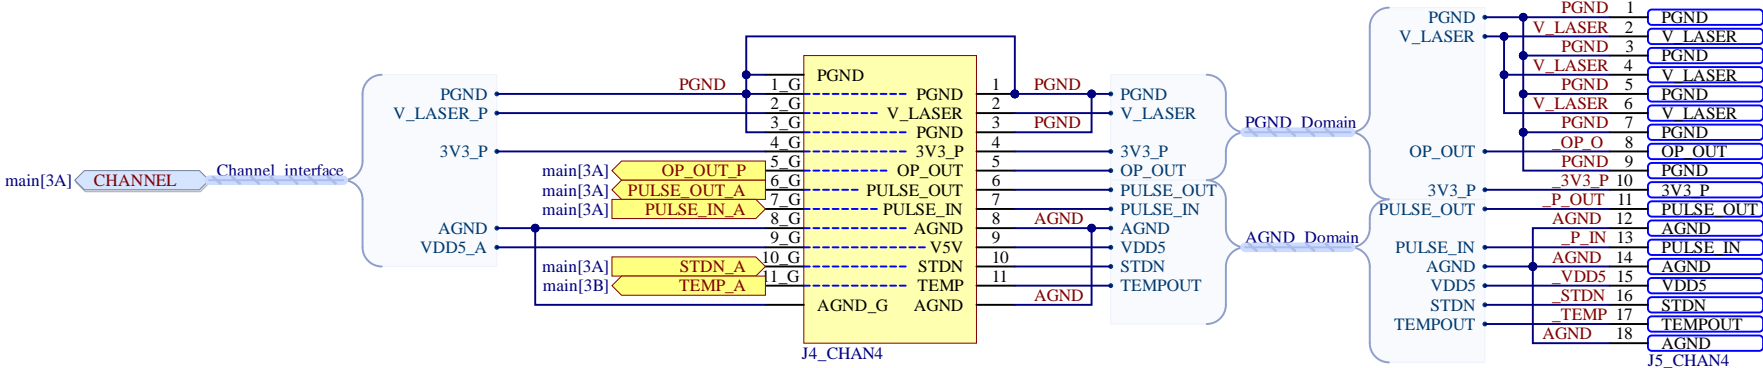 main[3A] CHANNEL Channel_interface
PGND
V_LASER_P
3V3_P
AGND
VDD5_A
PGND
main[3A] OP_OUT_P
main[3A] PULSE_OUT_A
main[3A] PULSE_IN_A
main[3A] STDN_A
main[3B] TEMP_A
PGND
1_G PGND 1 PGND
2_G V_LASER 2
3_G PGND 3 PGND
4_G 3V3_P 4
5_G OP_OUT 5
6_G PULSE_OUT 6
7_G PULSE_IN 7
8_G AGND 8 AGND
9_G V5V 9
10_G STDN 10
11_G TEMP 11
AGND_G AGND AGND
J4_CHAN4
PGND
V_LASER
3V3_P
OP_OUT
PULSE_OUT
PULSE_IN
AGND
VDD5
STDN
TEMPOUT
PGND_Domain
AGND_Domain
PGND
V_LASER
OP_OUT
3V3_P
PULSE_OUT
PULSE_IN
AGND
VDD5
STDN
TEMPOUT
PGND 1 PGND
V_LASER 2 V_LASER
PGND 3 PGND
V_LASER 4 V_LASER
PGND 5 PGND
V_LASER 6 V_LASER
PGND 7 PGND
_OP_O 8 OP_OUT
PGND 9 PGND
_3V3_P 10 3V3_P
_P_OUT 11 PULSE_OUT
AGND 12 AGND
_P_IN 13 PULSE_IN
AGND 14 AGND
_VDD5 15 VDD5
_STDN 16 STDN
_TEMP 17 TEMPOUT
AGND 18 AGND
J5_CHAN4